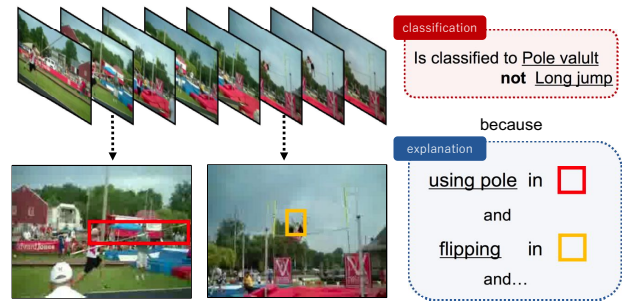 classification
Is classified to Pole valult
not Long jump
because
explanation
using pole in
and
flipping in
and...